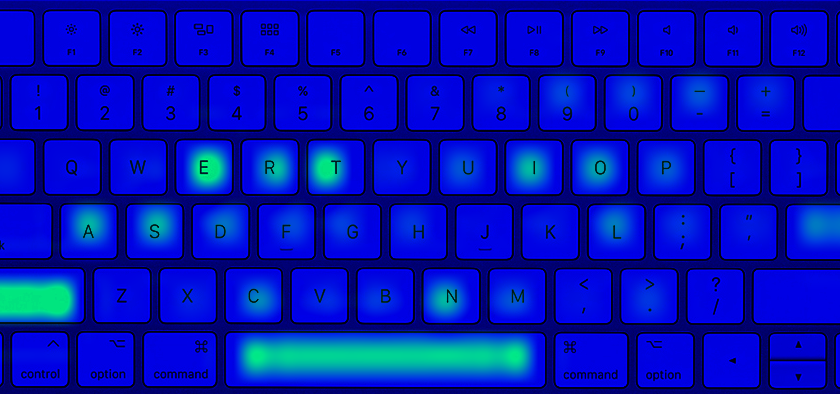 F1 F2 F3 F4 F5 F6 F7 F8 F9 F10 F11 F12
! @ # $ % ^ & * ( ) — +
1 2 3 4 5 6 7 8 9 0 - =
Q W E R T Y U I O P { }
[ ]
A S D F G H J K L : "
k ; '
Z X C V B N M < > ?
, . /
^ ⌥ ⌘ ⌘ ⌥ ◂ ▴
control option command command option ▾